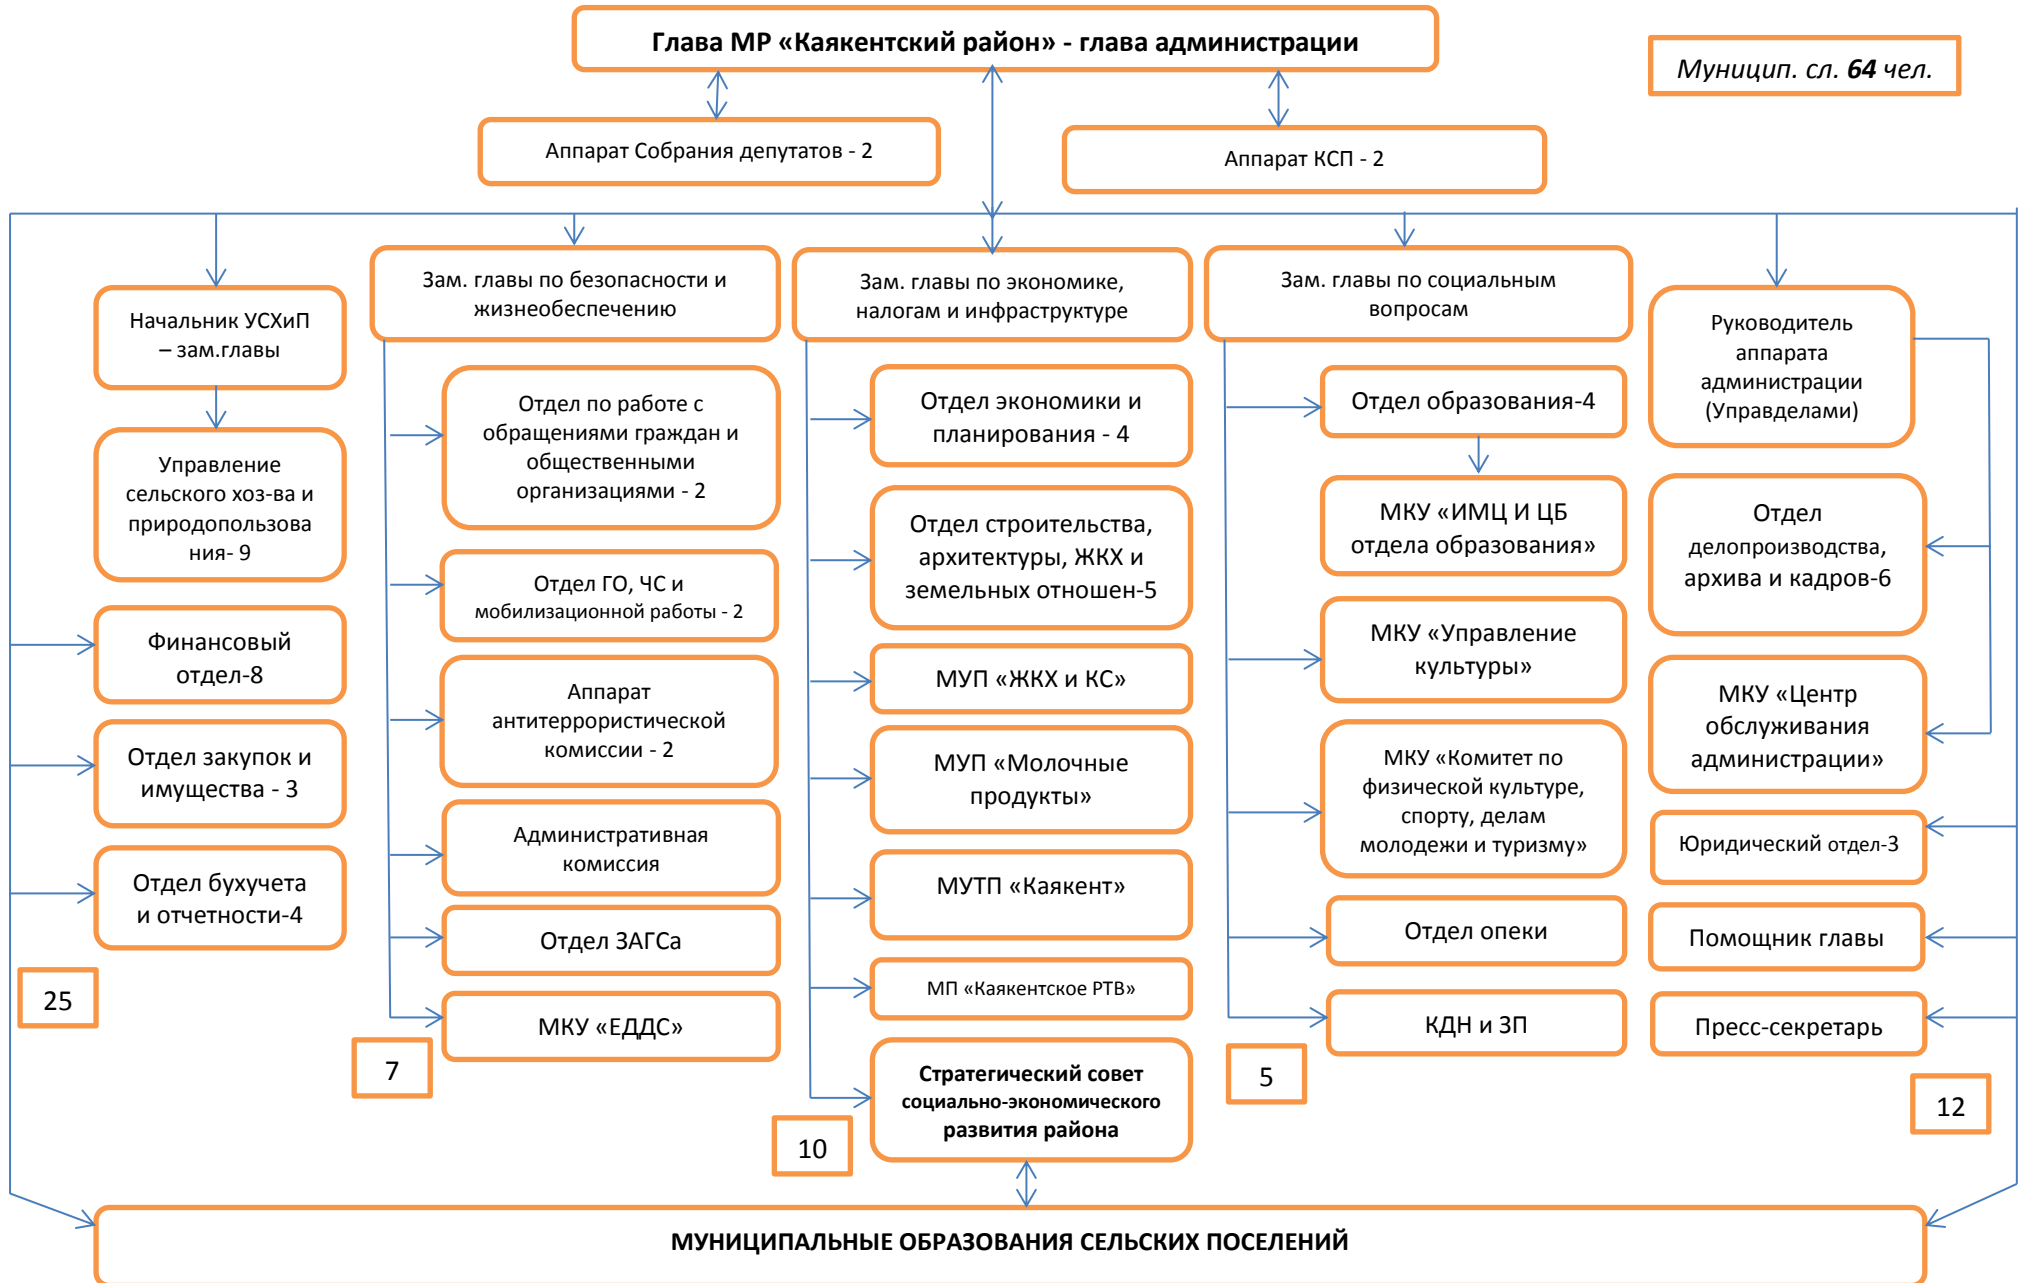 Глава МР «Каякентский район» - глава администрации
Муницип. сл. 64 чел.
Аппарат Собрания депутатов - 2
Аппарат КСП - 2
Начальник УСХиП
– зам.главы
Управление
сельского хоз-ва и
природопользова
ния- 9
Финансовый
отдел-8
Отдел закупок и
имущества - 3
Отдел бухучета
и отчетности-4
25
Зам. главы по безопасности и
жизнеобеспечению
Отдел по работе с
обращениями граждан и
общественными
организациями - 2
Отдел ГО, ЧС и
мобилизационной работы - 2
Аппарат
антитеррористической
комиссии - 2
Административная
комиссия
Отдел ЗАГСа
МКУ «ЕДДС»
7
Зам. главы по экономике,
налогам и инфраструктуре
Отдел экономики и
планирования - 4
Отдел строительства,
архитектуры, ЖКХ и
земельных отношен-5
МУП «ЖКХ и КС»
МУП «Молочные
продукты»
МУТП «Каякент»
МП «Каякентское РТВ»
Стратегический совет
социально-экономического
развития района
10
Зам. главы по социальным
вопросам
Отдел образования-4
МКУ «ИМЦ И ЦБ
отдела образования»
МКУ «Управление
культуры»
МКУ «Комитет по
физической культуре,
спорту, делам
молодежи и туризму»
Отдел опеки
КДН и ЗП
5
Руководитель
аппарата
администрации
(Управделами)
Отдел
делопроизводства,
архива и кадров-6
МКУ «Центр
обслуживания
администрации»
Юридический отдел-3
Помощник главы
Пресс-секретарь
12
МУНИЦИПАЛЬНЫЕ ОБРАЗОВАНИЯ СЕЛЬСКИХ ПОСЕЛЕНИЙ